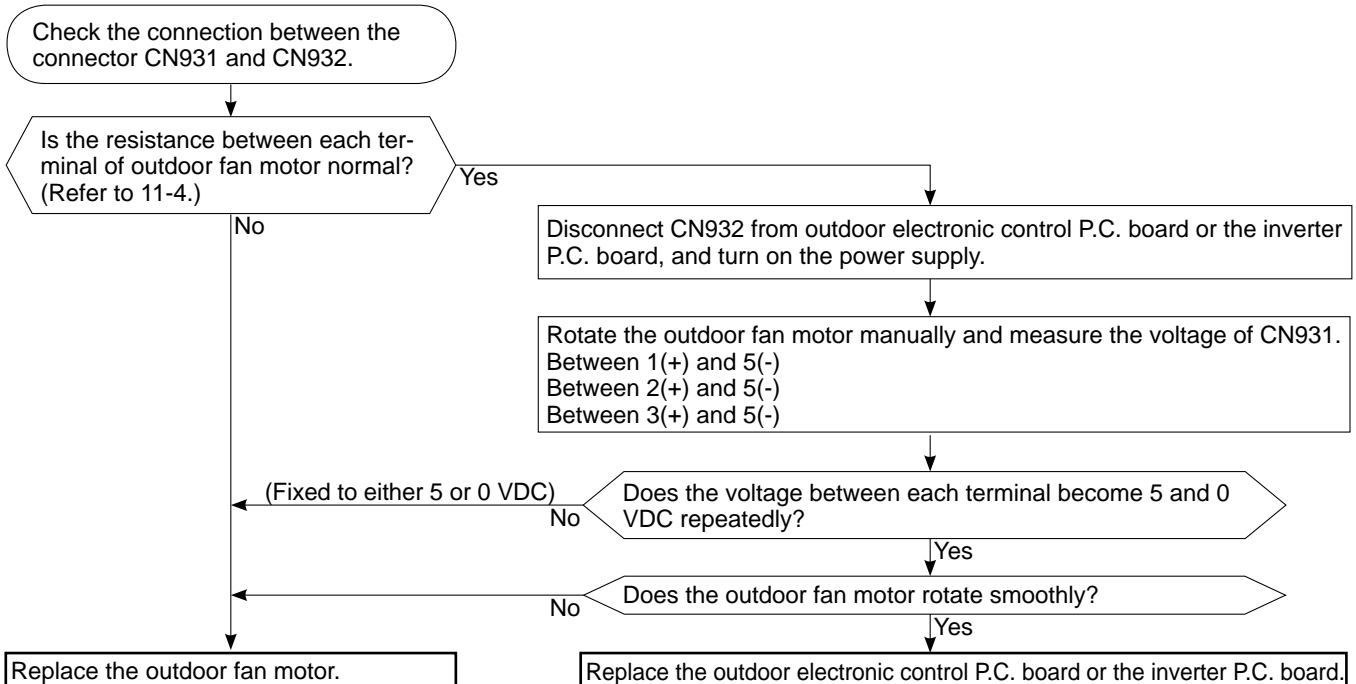 Check the connection between the
connector CN931 and CN932.
Is the resistance between each ter-
minal of outdoor fan motor normal?
(Refer to 11-4.)
Yes
No
Disconnect CN932 from outdoor electronic control P.C. board or the inverter
P.C. board, and turn on the power supply.
Rotate the outdoor fan motor manually and measure the voltage of CN931.
Between 1(+) and 5(-)
Between 2(+) and 5(-)
Between 3(+) and 5(-)
(Fixed to either 5 or 0 VDC)
No
Does the voltage between each terminal become 5 and 0
VDC repeatedly?
Yes
No
Does the outdoor fan motor rotate smoothly?
Yes
Replace the outdoor fan motor.
Replace the outdoor electronic control P.C. board or the inverter P.C. board.